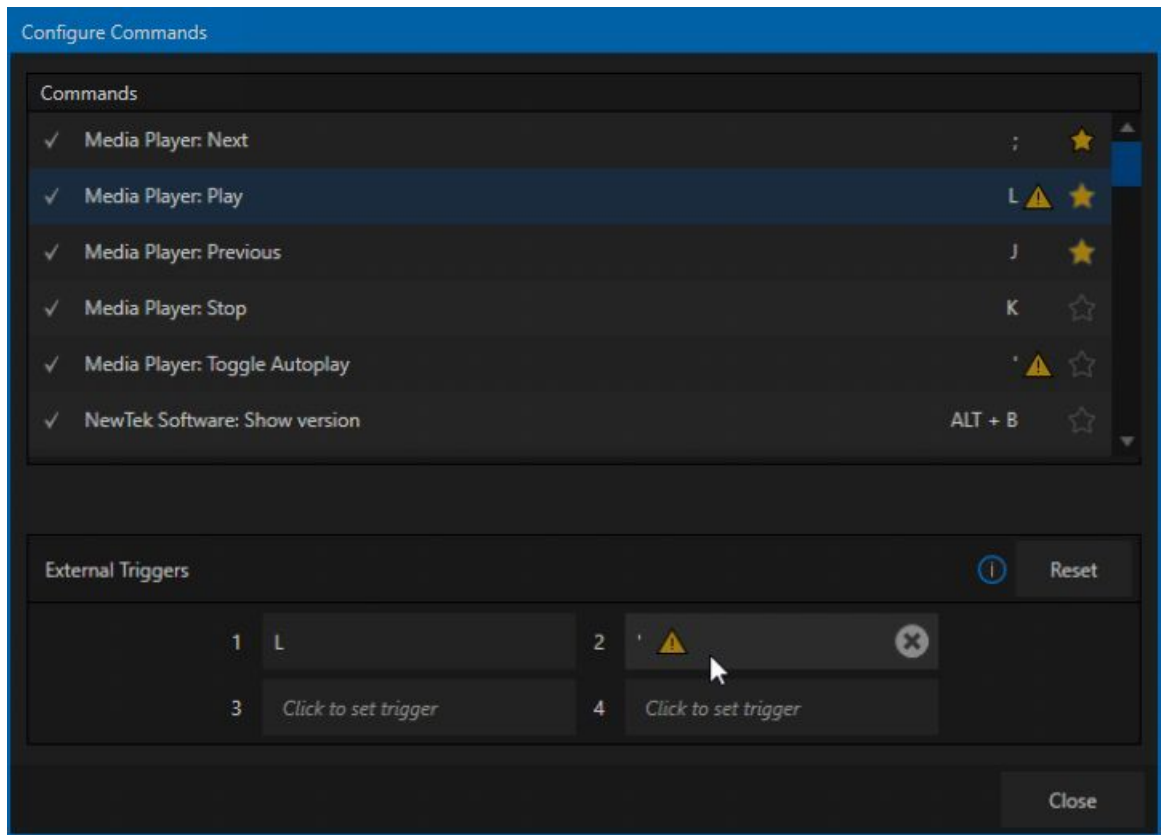 Configure Commands
Commands
✓ Media Player: Next ;
✓ Media Player: Play L
✓ Media Player: Previous J
✓ Media Player: Stop K
✓ Media Player: Toggle Autoplay '
✓ NewTek Software: Show version ALT + B
External Triggers Reset
1 L 2 '
3 Click to set trigger 4 Click to set trigger
Close